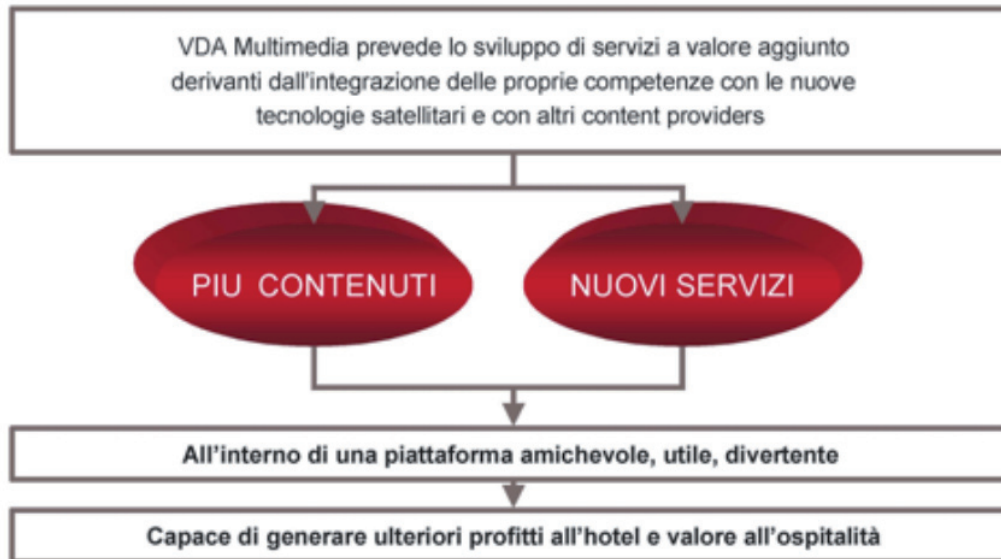 VDA Multimedia prevede lo sviluppo di servizi a valore aggiunto
derivanti dall'integrazione delle proprie competenze con le nuove
tecnologie satellitari e con altri content providers
PIU CONTENUTI
NUOVI SERVIZI
All'interno di una piattaforma amichevole, utile, divertente
Capace di generare ulteriori profitti all'hotel e valore all'ospitalità